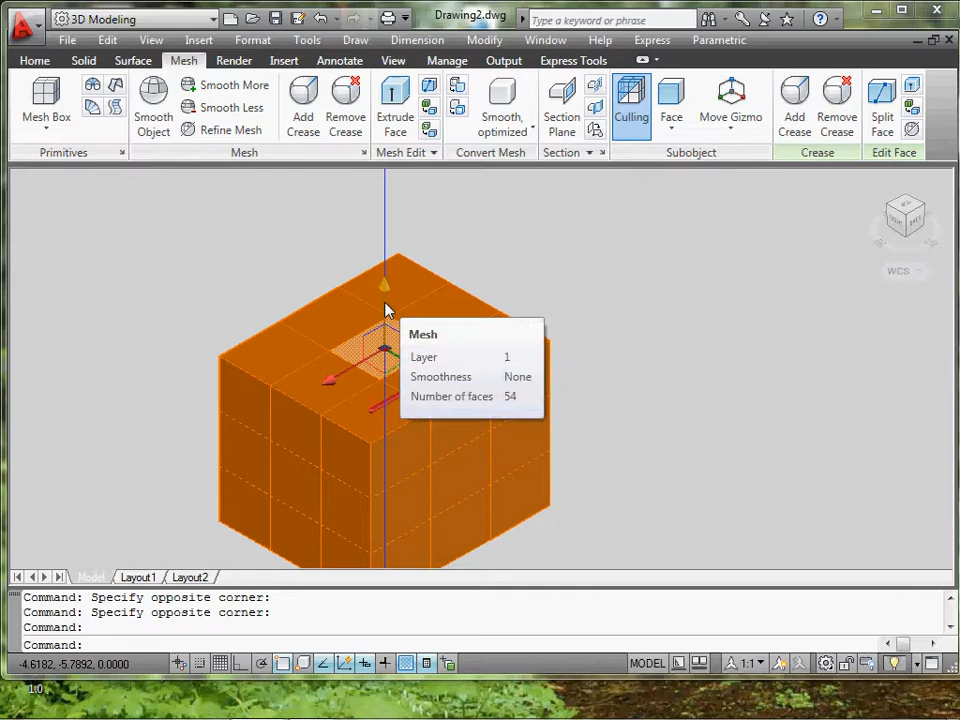 3D Modeling
Drawing2.dwg
Type a keyword or phrase
File Edit View Insert Format Tools Draw Dimension Modify Window Help Express Parametric
Home Solid Surface Mesh Render Insert Annotate View Manage Output Express Tools
Mesh Box
Smooth Object
Smooth More
Smooth Less
Refine Mesh
Add Crease
Remove Crease
Extrude Face
Smooth, optimized
Section Plane
Culling
Face
Move Gizmo
Add Crease
Remove Crease
Split Face
Primitives
Mesh
Mesh Edit
Convert Mesh
Section
Subobject
Crease
Edit Face
WCS
Mesh
Layer 1
Smoothness None
Number of faces 54
Model Layout1 Layout2
Command: Specify opposite corner:
Command: Specify opposite corner:
Command:
Command:
-4.6182, -5.7892, 0.0000
MODEL
1:1
1.0